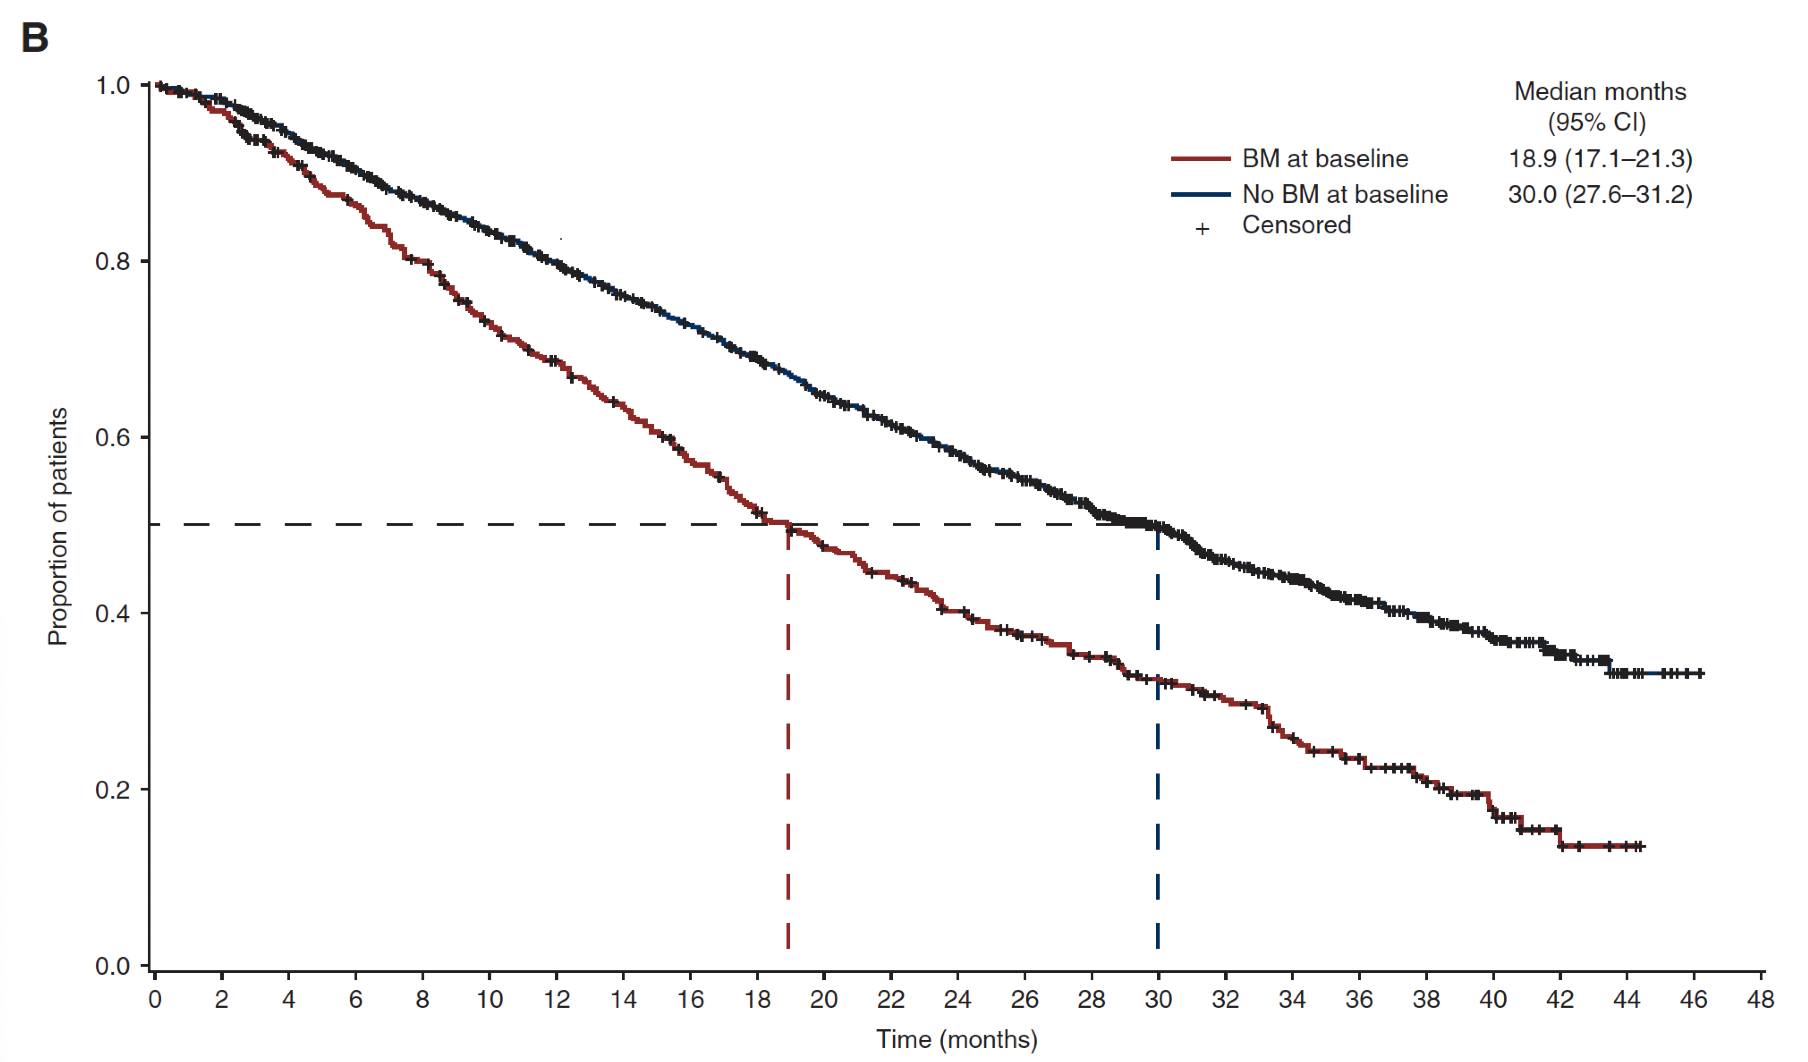 B
Median months
(95% CI)
BM at baseline 18.9 (17.1–21.3)
No BM at baseline 30.0 (27.6–31.2)
+ Censored
1.0
0.8
0.6
0.4
0.2
0.0
Proportion of patients
0 2 4 6 8 10 12 14 16 18 20 22 24 26 28 30 32 34 36 38 40 42 44 46 48
Time (months)